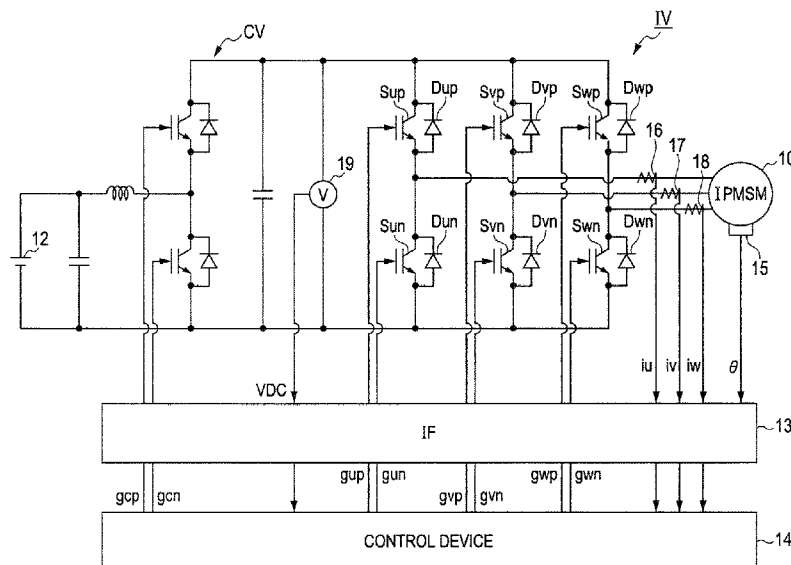 CV
IV
Sup
Dup
Svp
Dvp
Swp
Dwp
16
17
18
10
19
V
IPMSM
12
Sun
Dun
Svn
Dvn
Swn
Dwn
15
VDC
iu
iv
iw
θ
IF
13
gcp
gcn
gup
gun
gvp
gvn
gwp
gwn
CONTROL DEVICE
14